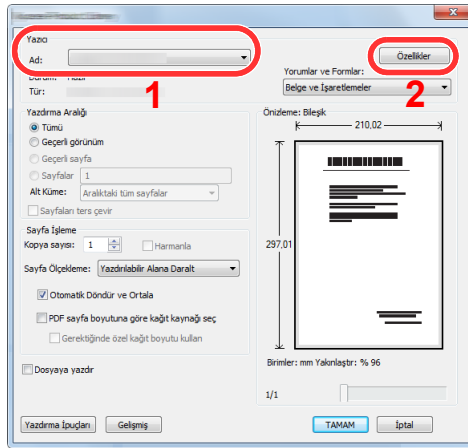 Yazıcı
Ad:
Özellikler
Durum: Hazır
Tür:
1
Yorumlar ve Formlar:
Belge ve İşaretlemeler
2
Yazdırma Aralığı
Tümü
Geçerli görünüm
Geçerli sayfa
Sayfalar 1
Alt Küme: Aralıktaki tüm sayfalar
Sayfaları ters çevir
Önizleme: Bileşik
210,02
297,01
Sayfa İşleme
Kopya sayısı: 1 Harmanla
Sayfa Ölçekleme: Yazdırılabilir Alana Daralt
Otomatik Döndür ve Ortala
PDF sayfa boyutuna göre kağıt kaynağı seç
Gerektiğinde özel kağıt boyutu kullan
Birimler: mm Yakınlaştır: % 96
Dosyaya yazdır
1/1
Yazdırma İpuçları
Gelişmiş
TAMAM
İptal